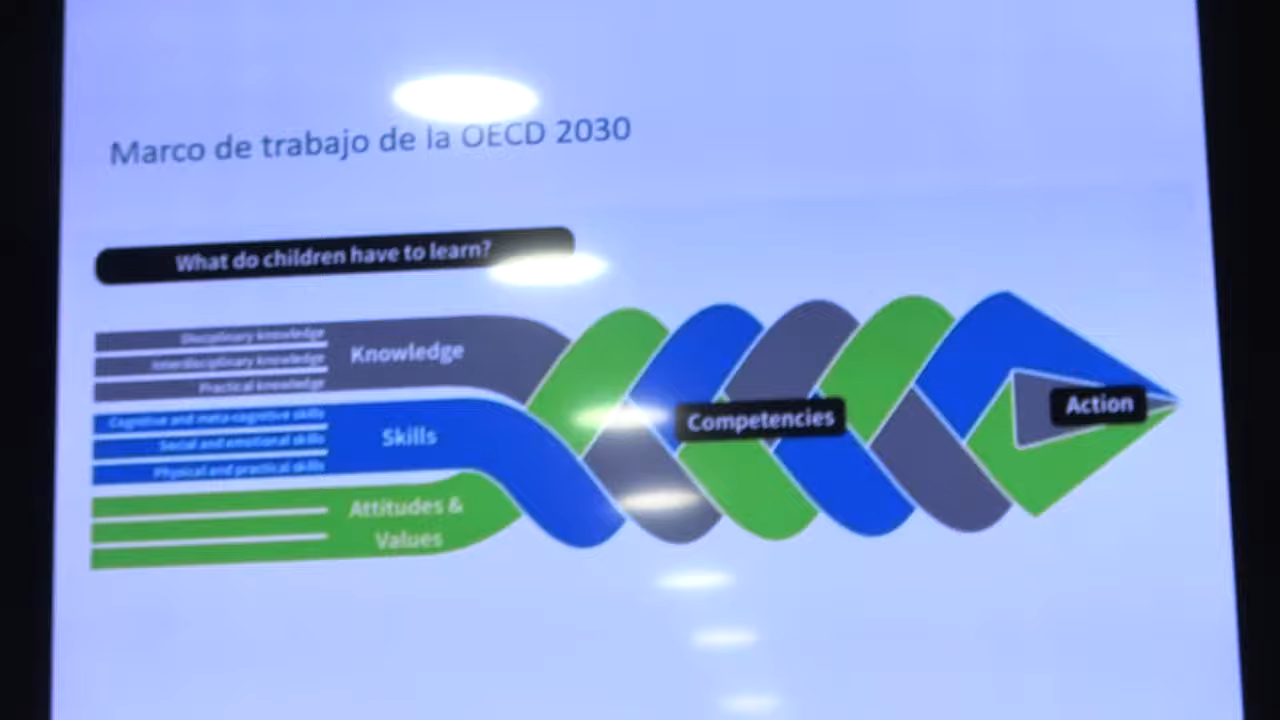 Marco de trabajo de la OECD 2030
What do children have to learn?
Disciplinary knowledge
Interdisciplinary knowledge
Practical knowledge
Knowledge
Cognitive and meta-cognitive skills
Social and emotional skills
Physical and practical skills
Skills
Attitudes &
Values
Competencies
Action